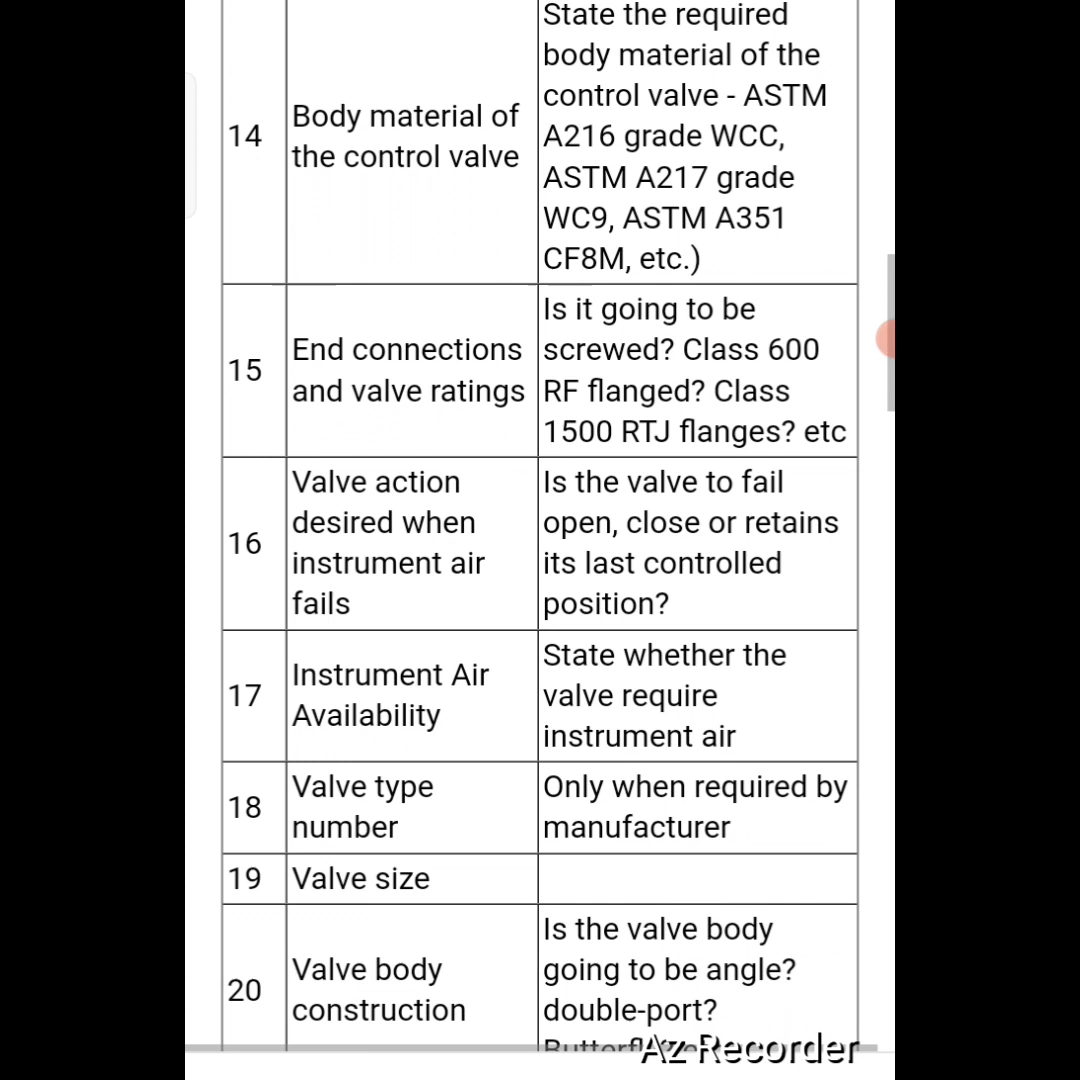 State the required
body material of the
control valve - ASTM
14
Body material of
the control valve
A216 grade WCC,
ASTM A217 grade
WC9, ASTM A351
CF8M, etc.)
15
End connections
and valve ratings
Is it going to be
screwed? Class 600
RF flanged? Class
1500 RTJ flanges? etc
16
Valve action
desired when
instrument air
fails
Is the valve to fail
open, close or retains
its last controlled
position?
17
Instrument Air
Availability
State whether the
valve require
instrument air
18
Valve type
number
Only when required by
manufacturer
19
Valve size
20
Valve body
construction
Is the valve body
going to be angle?
double-port?
Az Recorder